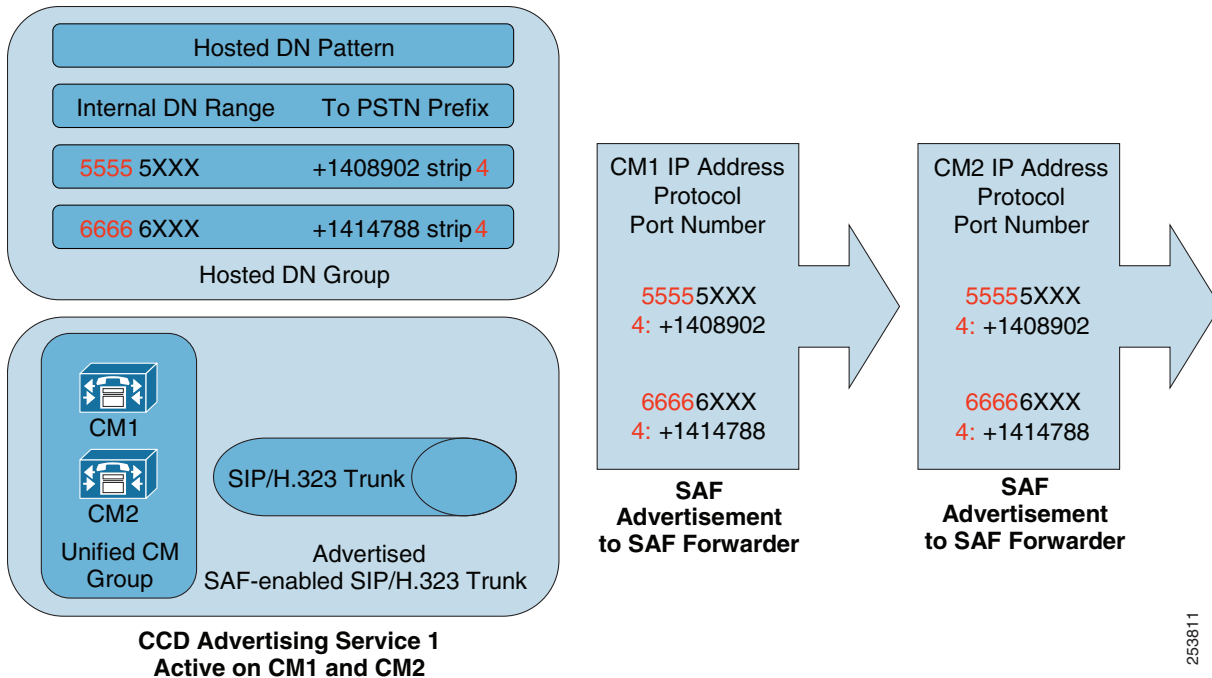 Hosted DN Pattern
Internal DN Range To PSTN Prefix
5555 5XXX +1408902 strip 4
6666 6XXX +1414788 strip 4
Hosted DN Group
CM1
CM2
Unified CM
Group
SIP/H.323 Trunk
Advertised
SAF-enabled SIP/H.323 Trunk
CCD Advertising Service 1
Active on CM1 and CM2
CM1 IP Address
Protocol
Port Number
55555XXX
4: +1408902
66666XXX
4: +1414788
SAF
Advertisement
to SAF Forwarder
CM2 IP Address
Protocol
Port Number
55555XXX
4: +1408902
66666XXX
4: +1414788
SAF
Advertisement
to SAF Forwarder
253811